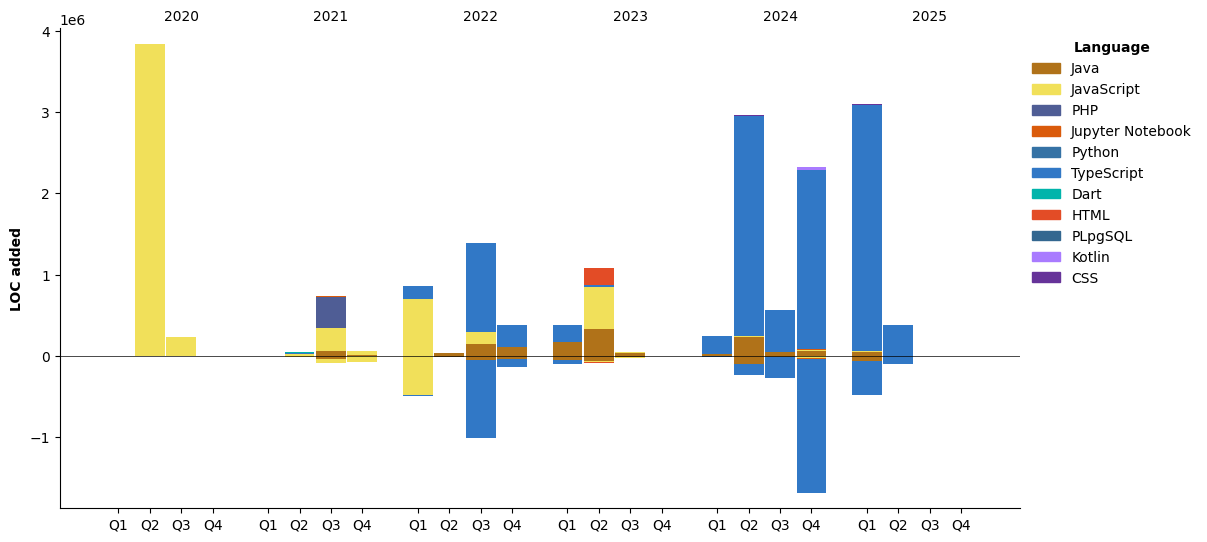 1e6
2020 2021 2022 2023 2024 2025
4
3
2
1
0
−1
LOC added
Q1 Q2 Q3 Q4 Q1 Q2 Q3 Q4 Q1 Q2 Q3 Q4 Q1 Q2 Q3 Q4 Q1 Q2 Q3 Q4 Q1 Q2 Q3 Q4
Language
Java
JavaScript
PHP
Jupyter Notebook
Python
TypeScript
Dart
HTML
PLpgSQL
Kotlin
CSS